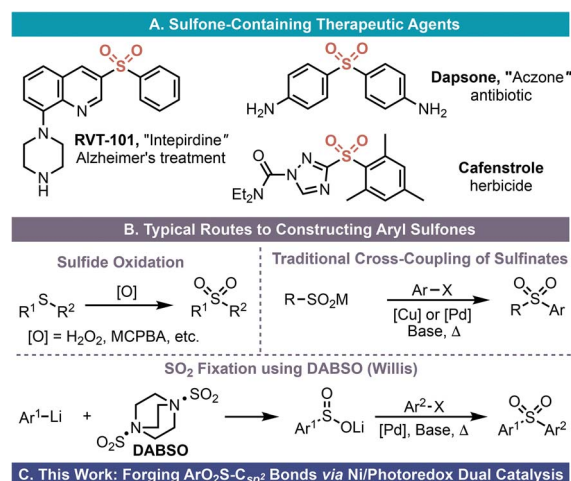 A. Sulfone-Containing Therapeutic Agents
O O
S
N
N
N
H
RVT-101, "Intepirdine"
Alzheimer's treatment
O O
S
H₂N
NH₂
Dapsone, "Aczone"
antibiotic
O
N
N
N
Et₂N
O O
S
Cafenstrole
herbicide
B. Typical Routes to Constructing Aryl Sulfones
Sulfide Oxidation
R¹ S R²
[O]
O O
R¹ S R²
[O] = H₂O₂, MCPBA, etc.
Traditional Cross-Coupling of Sulfinates
R–SO₂M
Ar–X
[Cu] or [Pd]
Base, Δ
O O
R S Ar
SO₂ Fixation using DABSO (Willis)
Ar¹–Li
+
N•SO₂
O₂S•N
DABSO
O
Ar¹ S OLi
Ar²–X
[Pd], Base, Δ
O O
Ar¹ S Ar²
C. This Work: Forging ArO₂S-Csp² Bonds via Ni/Photoredox Dual Catalysis